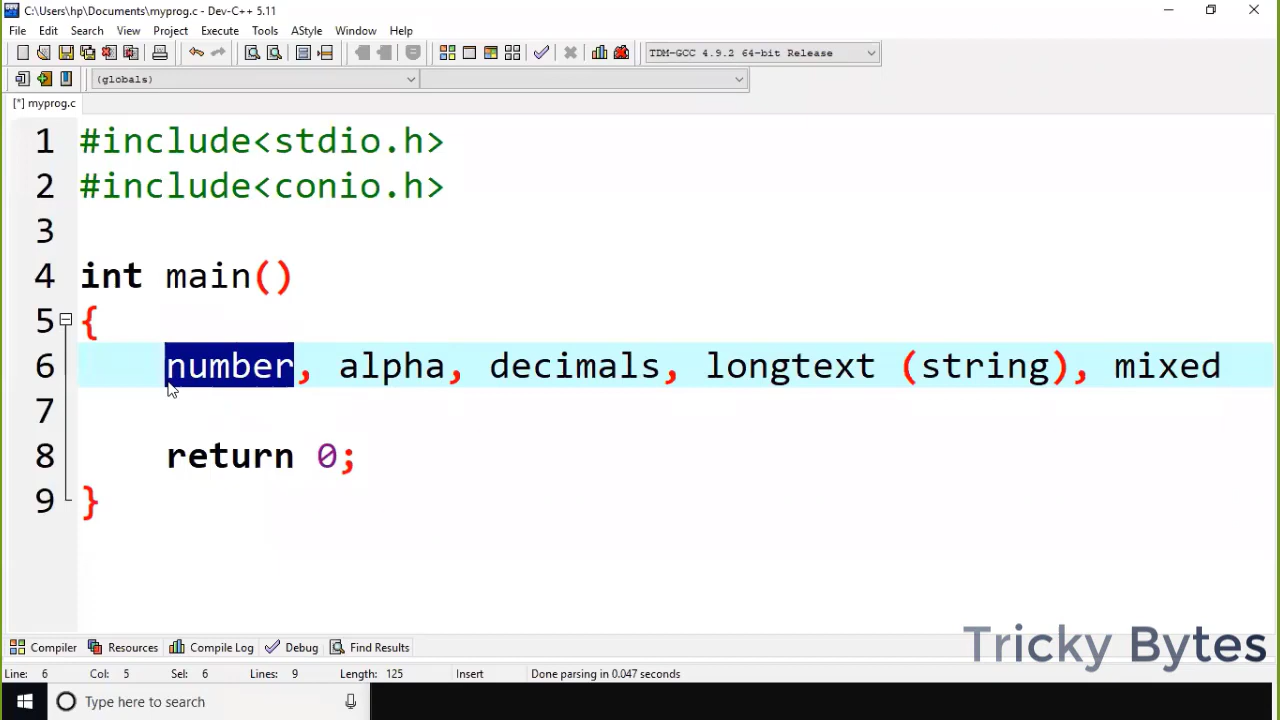 C:\Users\hp\Documents\myprog.c - Dev-C++ 5.11
File Edit Search View Project Execute Tools AStyle Window Help
TDM-GCC 4.9.2 64-bit Release
(globals)
[*] myprog.c
1 #include<stdio.h>
2 #include<conio.h>
3
4 int main()
5 {
6 number, alpha, decimals, longtext (string), mixed
7
8 return 0;
9 }
Tricky Bytes
Compiler Resources Compile Log Debug Find Results
Line: 6 Col: 5 Sel: 6 Lines: 9 Length: 125 Insert Done parsing in 0.047 seconds
Type here to search